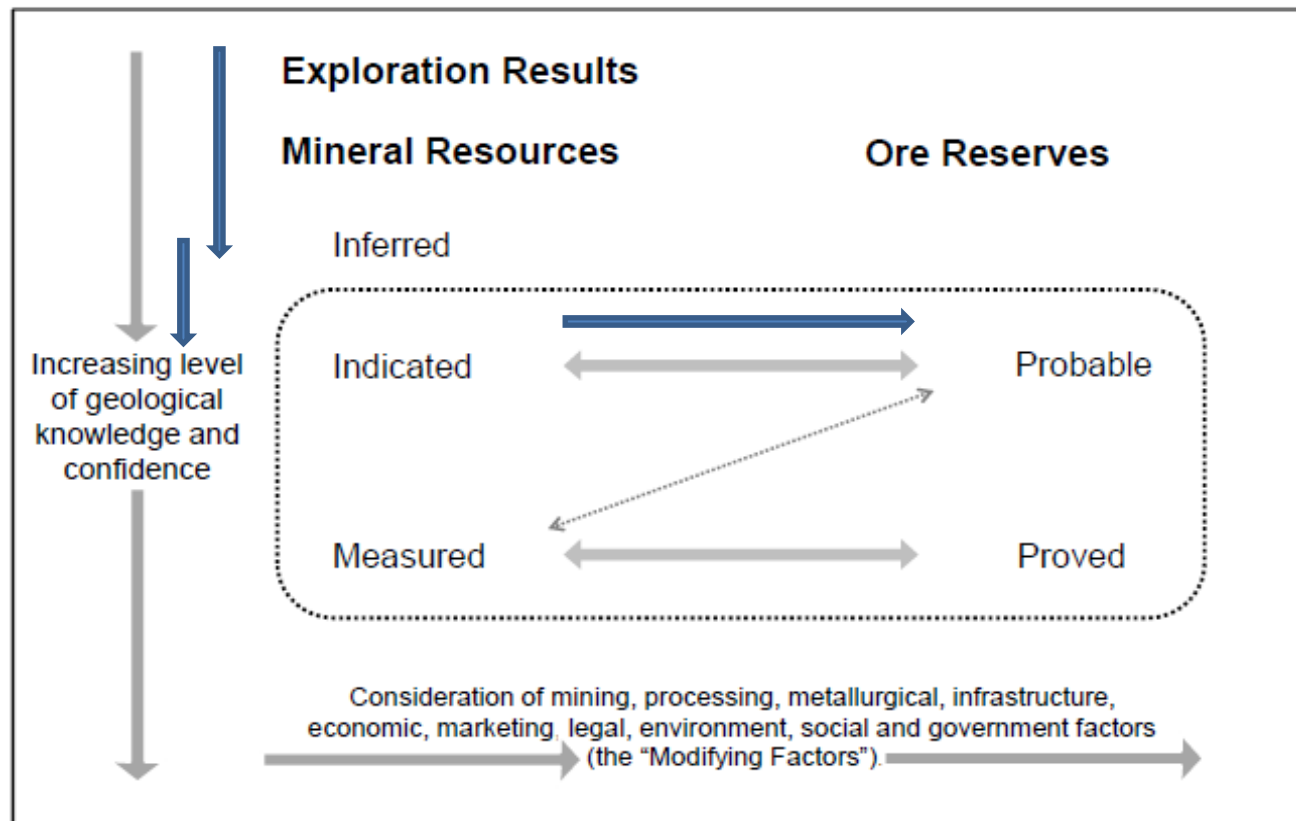 Exploration Results
Mineral Resources
Ore Reserves
Inferred
Indicated
Probable
Increasing level
of geological
knowledge and
confidence
Measured
Proved
Consideration of mining, processing, metallurgical, infrastructure,
economic, marketing, legal, environment, social and government factors
(the “Modifying Factors”).